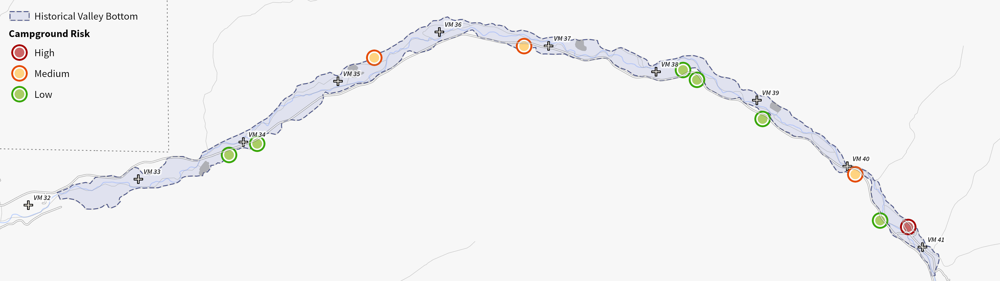 Historical Valley Bottom
Campground Risk
High
Medium
Low
VM 36
VM 37
VM 38
VM 35
VM 39
VM 34
VM 40
VM 33
VM 32
VM 41